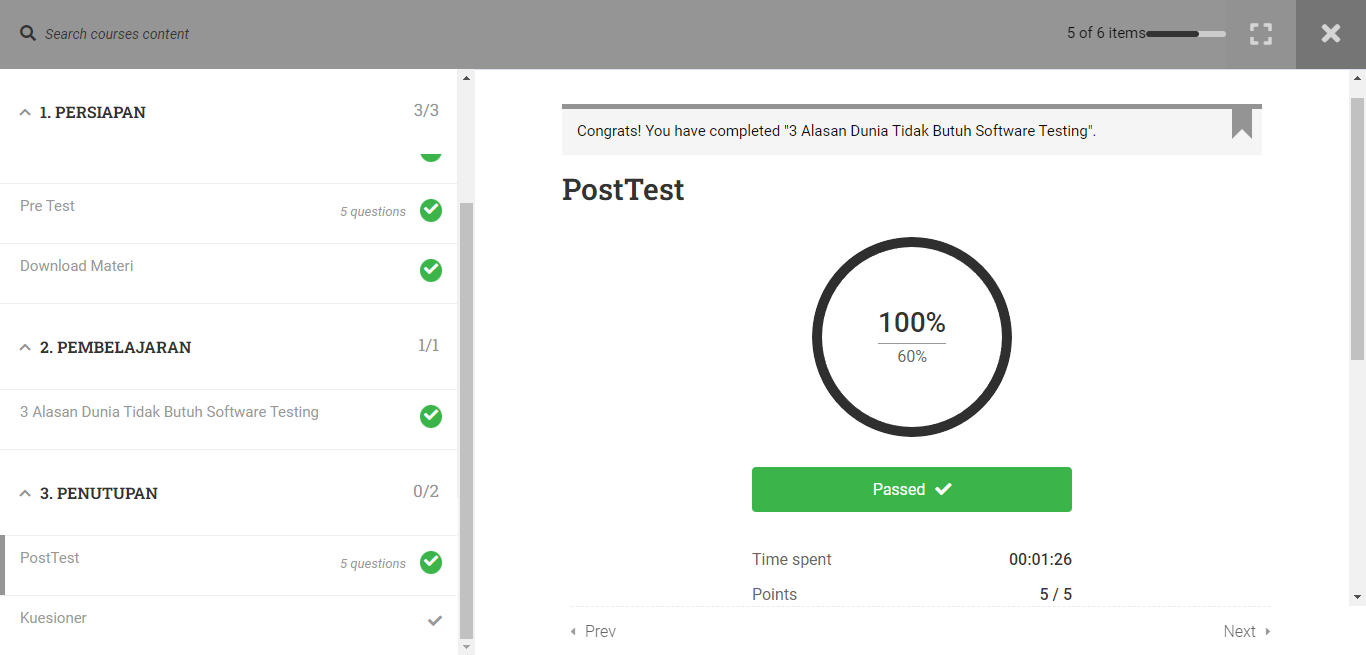 Search courses content
5 of 6 items
1. PERSIAPAN 3/3
Pre Test 5 questions
Download Materi
2. PEMBELAJARAN 1/1
3 Alasan Dunia Tidak Butuh Software Testing
3. PENUTUPAN 0/2
PostTest 5 questions
Kuesioner
Congrats! You have completed "3 Alasan Dunia Tidak Butuh Software Testing".
PostTest
100%
60%
Passed
Time spent 00:01:26
Points 5 / 5
Prev Next